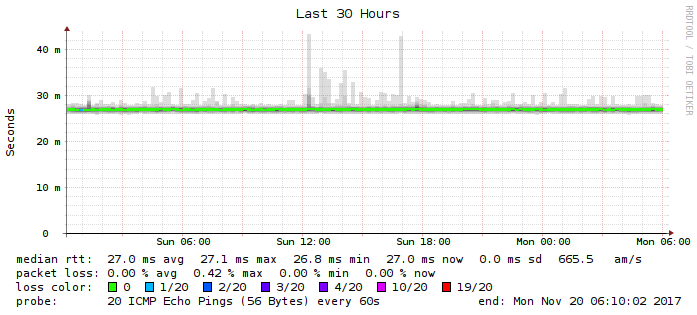 Last 30 Hours
RRDTOOL / TOBI OETIKER
Seconds
40 m
30 m
20 m
10 m
0
Sun 06:00 Sun 12:00 Sun 18:00 Mon 00:00 Mon 06:00
median rtt: 27.0 ms avg 27.1 ms max 26.8 ms min 27.0 ms now 0.0 ms sd 665.5 am/s
packet loss: 0.00 % avg 0.42 % max 0.00 % min 0.00 % now
loss color: 0 1/20 2/20 3/20 4/20 10/20 19/20
probe: 20 ICMP Echo Pings (56 Bytes) every 60s end: Mon Nov 20 06:10:02 2017